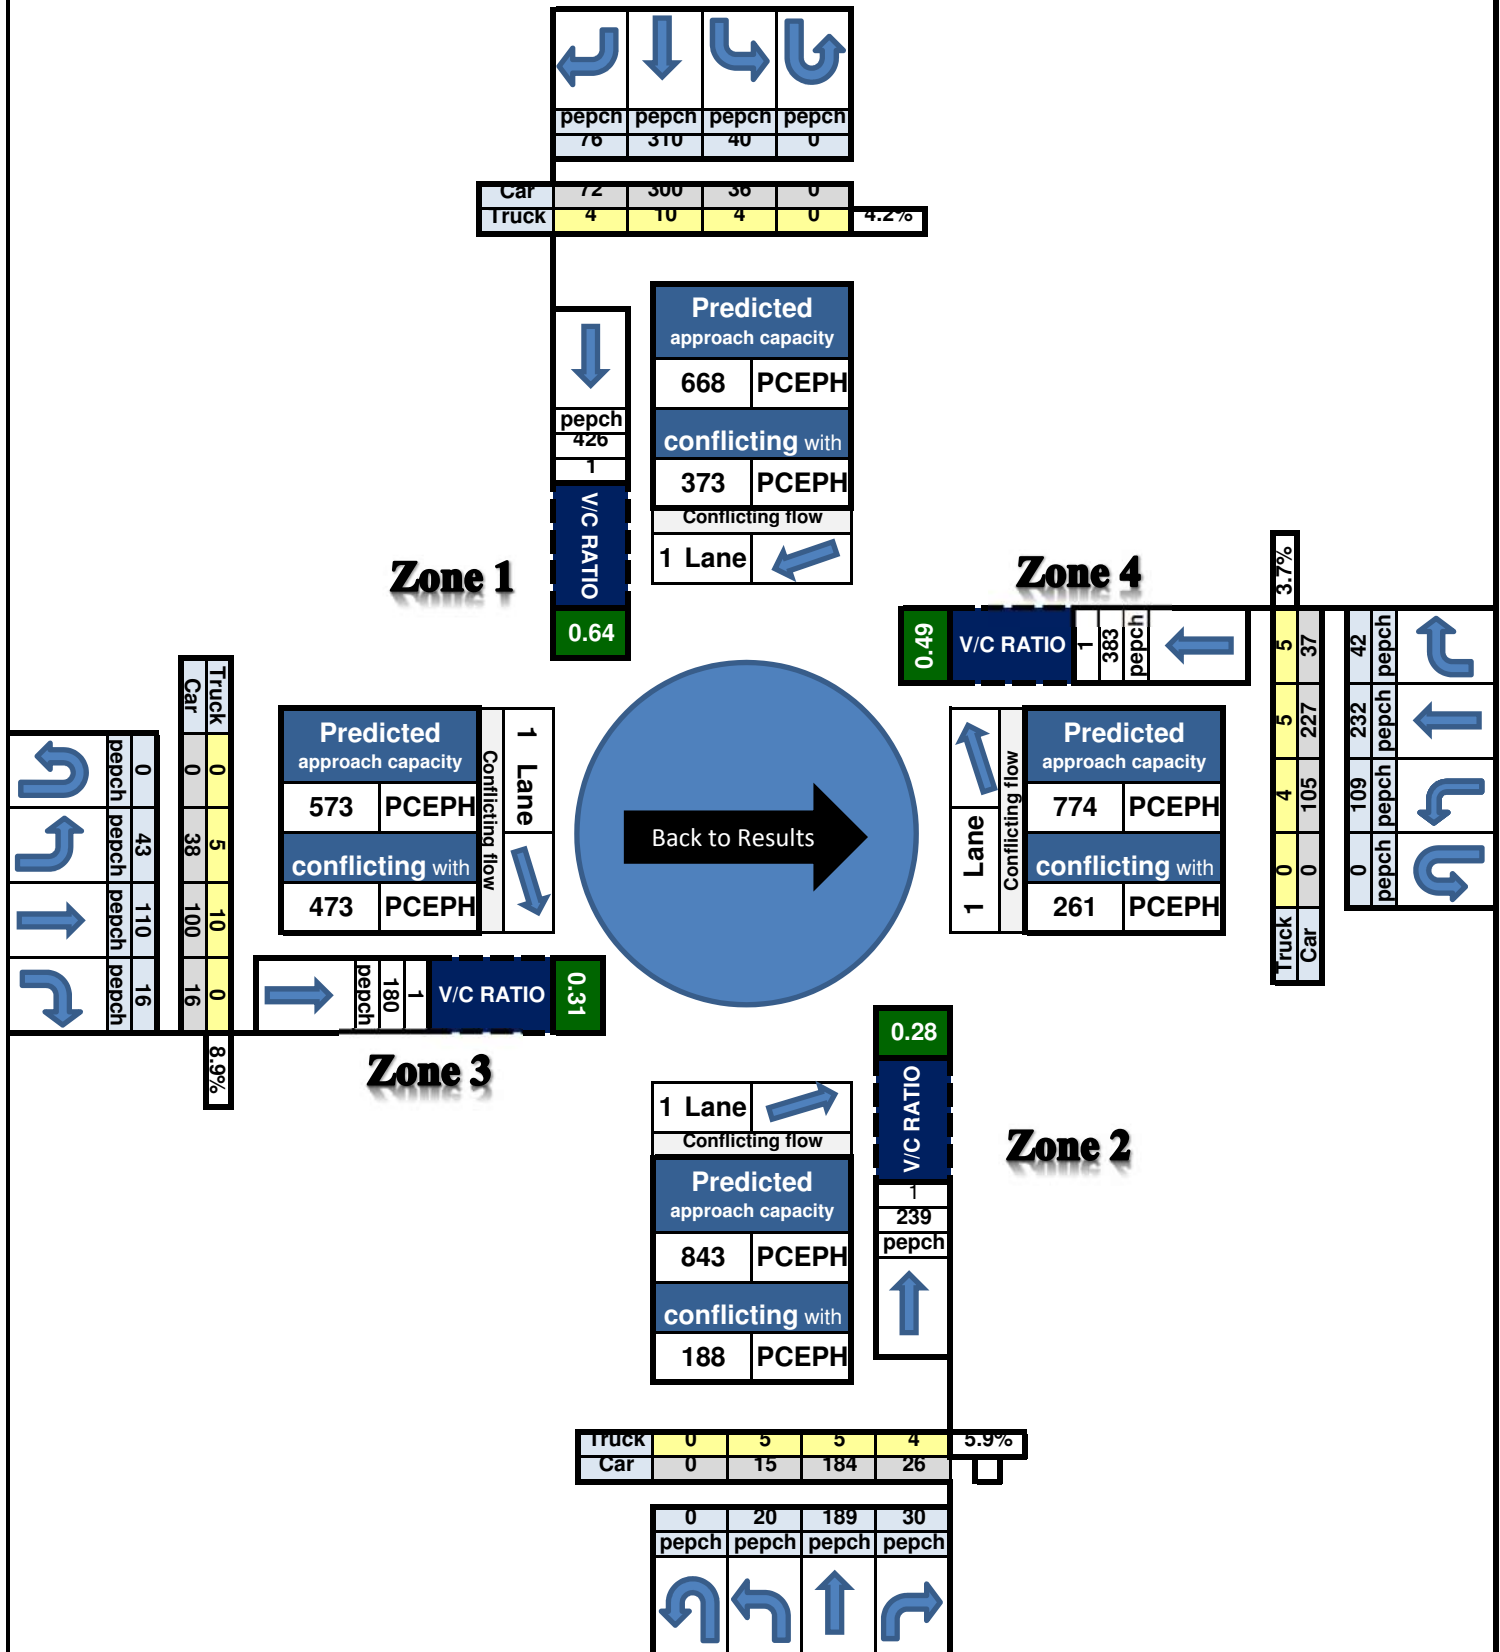 pepch pepch pepch pepch
76 310 40 0
Car 72 300 36 0
Truck 4 10 4 0 4.2%
Predicted
approach capacity
668 PCEPH
conflicting with
373 PCEPH
Conflicting flow
1 Lane
pepch
426
1
V/C RATIO
0.64
Zone 1
Zone 4
3.7%
0.49 V/C RATIO 1 383 pepch
5 5 4 0 Truck
37 227 105 0 Car
42 232 109 0
pepch pepch pepch pepch
Truck 0 5 10 0
Car 0 38 100 16
8.9%
0 43 110 16
pepch pepch pepch pepch
Predicted
approach capacity
573 PCEPH
conflicting with
473 PCEPH
Conflicting flow
1 Lane
Back to Results
1 Lane
Conflicting flow
Predicted
approach capacity
774 PCEPH
conflicting with
261 PCEPH
pepch 180 1 V/C RATIO 0.31
Zone 3
0.28
V/C RATIO
1
239
pepch
Zone 2
1 Lane
Conflicting flow
Predicted
approach capacity
843 PCEPH
conflicting with
188 PCEPH
Truck 0 5 5 4 5.9%
Car 0 15 184 26
0 20 189 30
pepch pepch pepch pepch